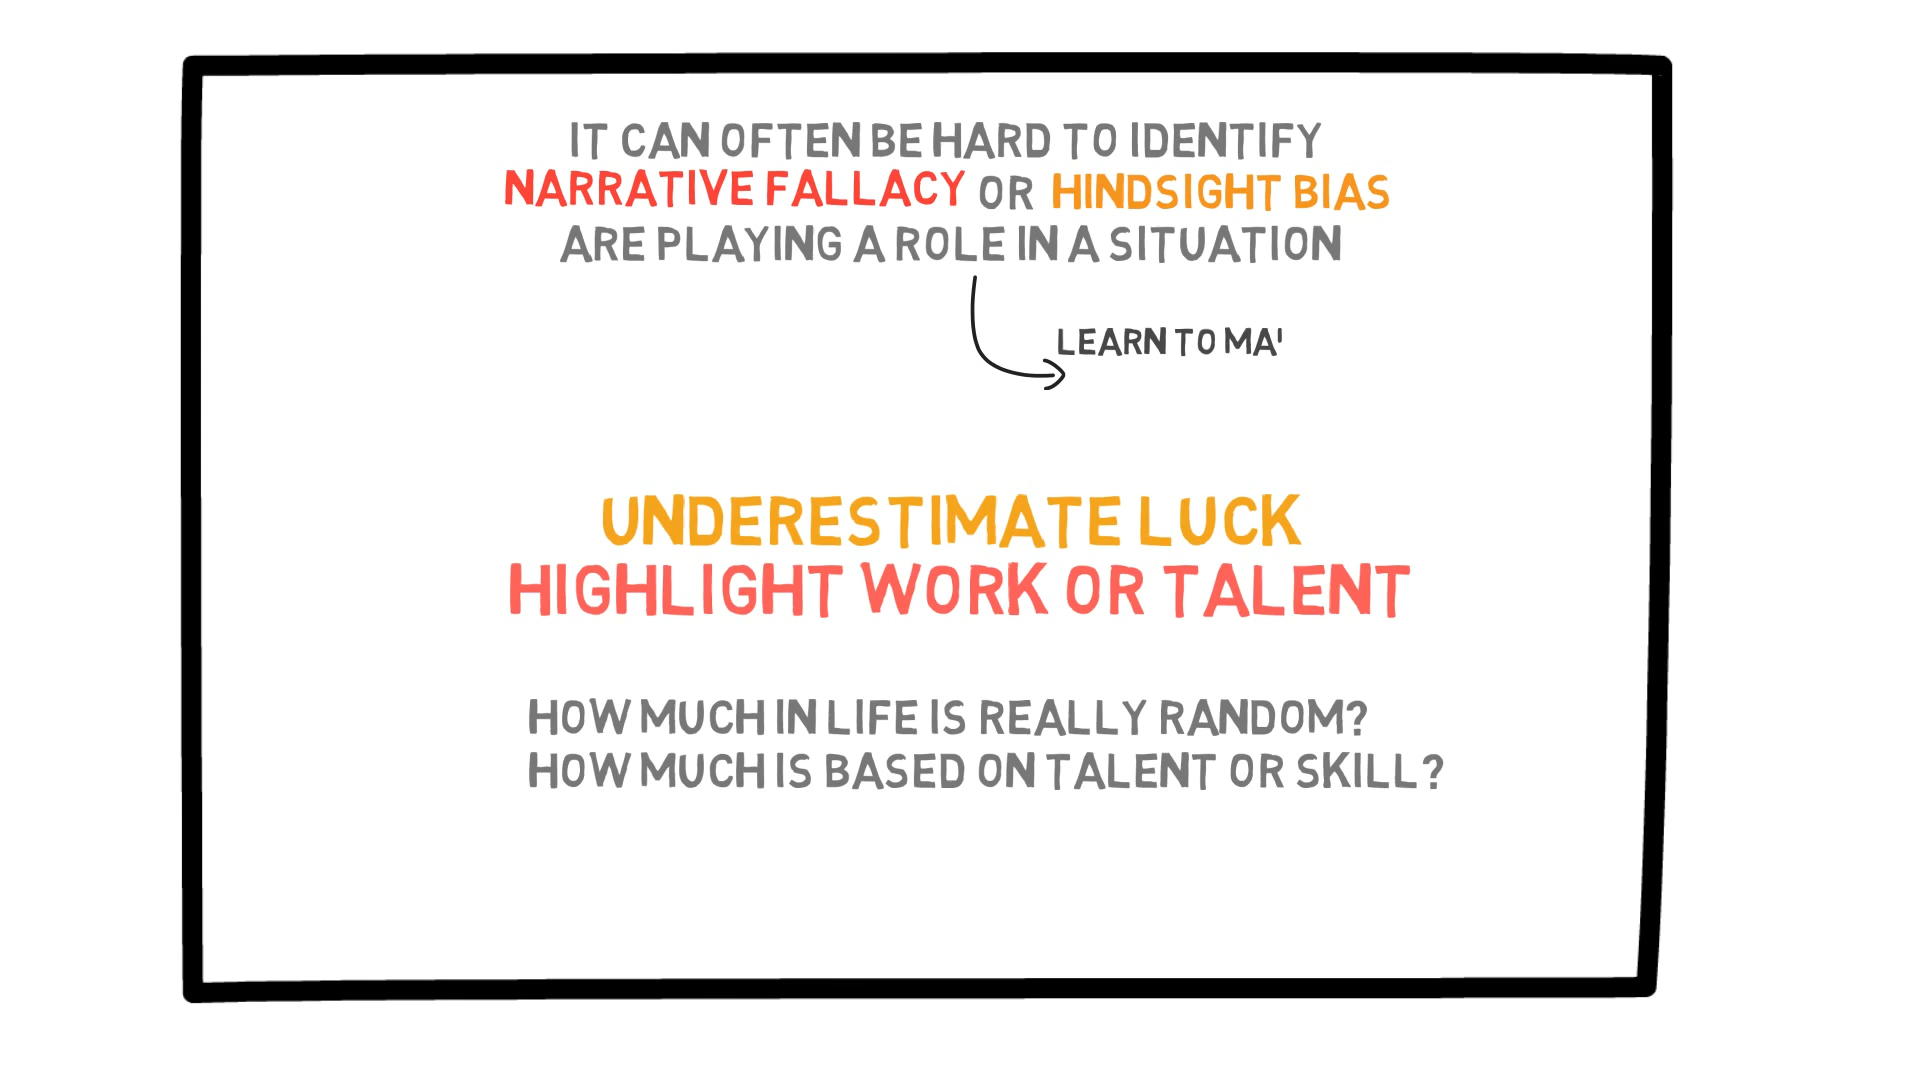 IT CAN OFTEN BE HARD TO IDENTIFY
NARRATIVE FALLACY OR HINDSIGHT BIAS
ARE PLAYING A ROLE IN A SITUATION
LEARN TO
UNDERESTIMATE LUCK
HIGHLIGHT WORK OR TALENT
HOW MUCH IN LIFE IS REALLY RANDOM?
HOW MUCH IS BASED ON TALENT OR SKILL?